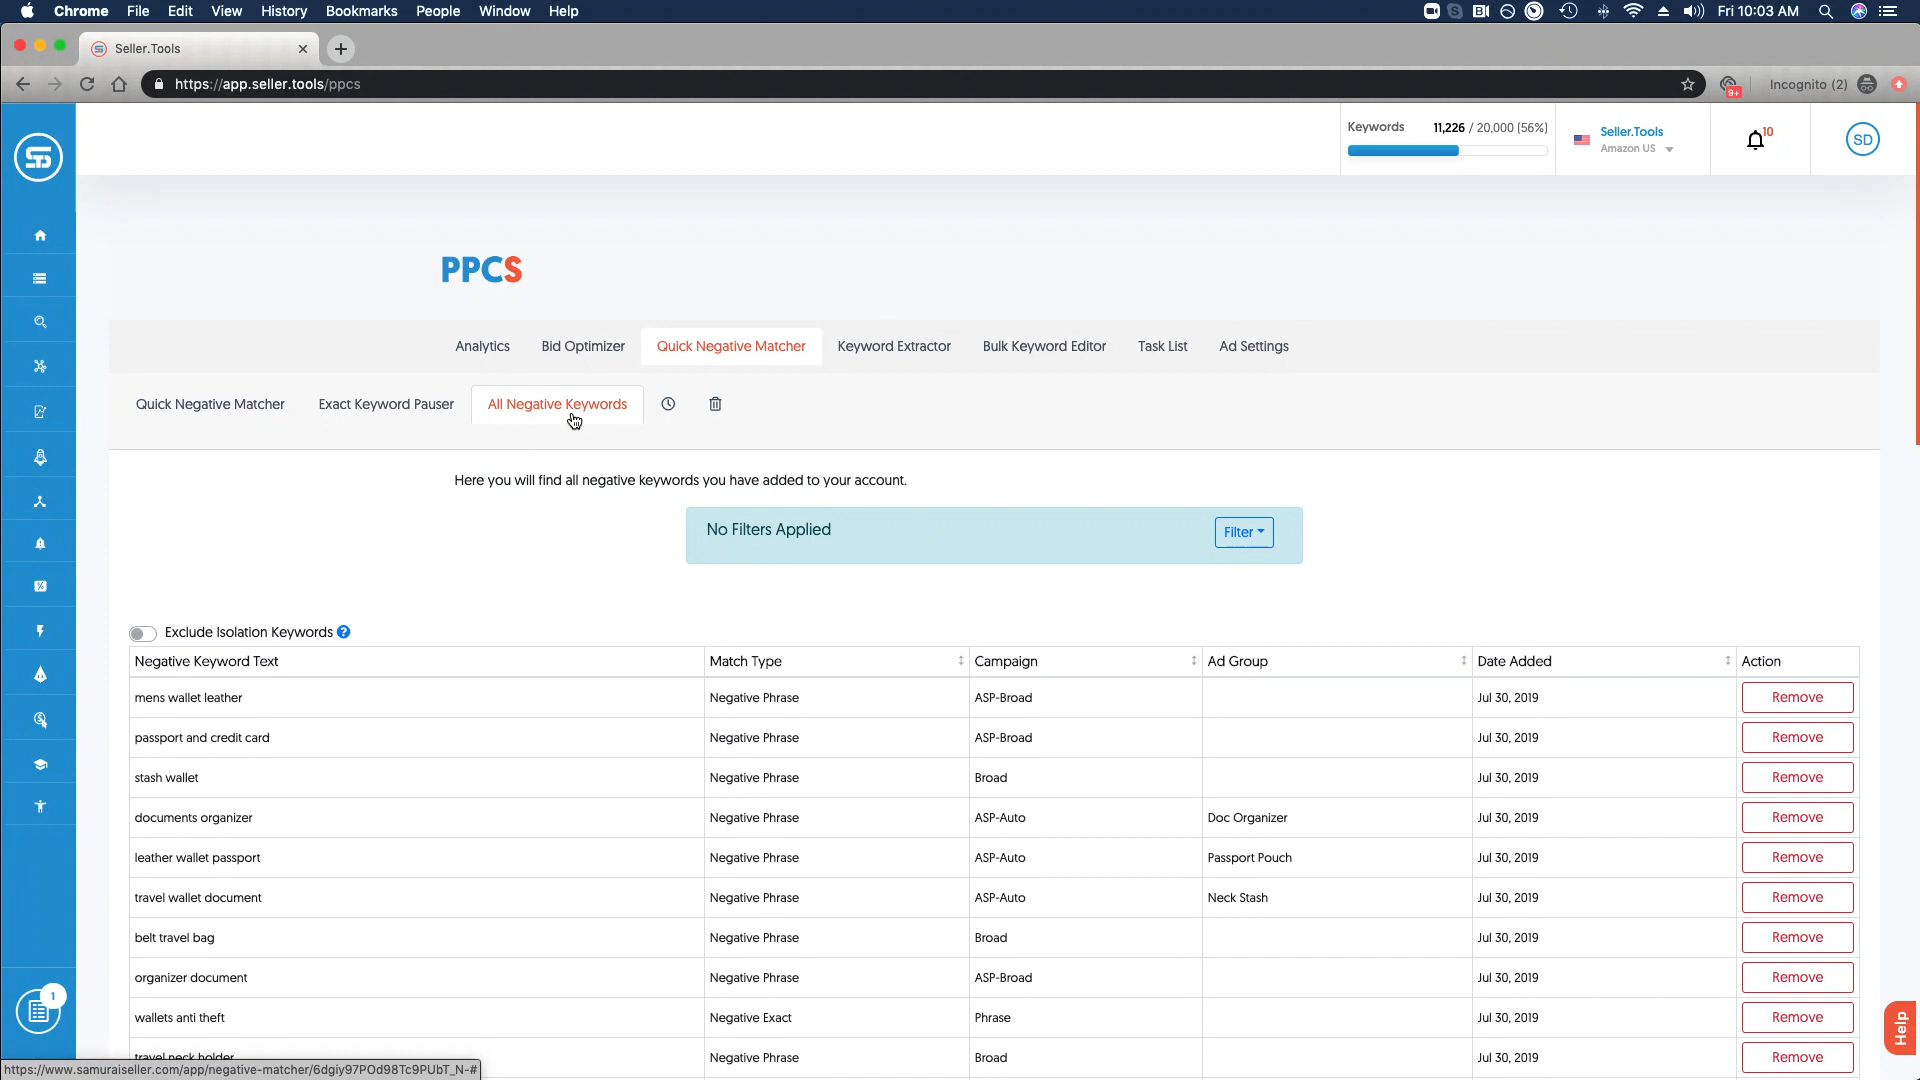 Chrome File Edit View History Bookmarks People Window Help
Fri 10:03 AM
Seller.Tools
https://app.seller.tools/ppcs
9+
Incognito (2)
Keywords 11,226 / 20,000 (56%)
Seller.Tools
Amazon US
10
SD
PPCS
Analytics Bid Optimizer Quick Negative Matcher Keyword Extractor Bulk Keyword Editor Task List Ad Settings
Quick Negative Matcher Exact Keyword Pauser All Negative Keywords
Here you will find all negative keywords you have added to your account.
No Filters Applied Filter
Exclude Isolation Keywords ?
Negative Keyword Text Match Type Campaign Ad Group Date Added Action
mens wallet leather Negative Phrase ASP-Broad Jul 30, 2019 Remove
passport and credit card Negative Phrase ASP-Broad Jul 30, 2019 Remove
stash wallet Negative Phrase Broad Jul 30, 2019 Remove
documents organizer Negative Phrase ASP-Auto Doc Organizer Jul 30, 2019 Remove
leather wallet passport Negative Phrase ASP-Auto Passport Pouch Jul 30, 2019 Remove
travel wallet document Negative Phrase ASP-Auto Neck Stash Jul 30, 2019 Remove
belt travel bag Negative Phrase Broad Jul 30, 2019 Remove
organizer document Negative Phrase ASP-Broad Jul 30, 2019 Remove
wallets anti theft Negative Exact Phrase Jul 30, 2019 Remove
travel neck holder Negative Phrase Broad Jul 30, 2019 Remove
1
Help
https://www.samuraiseller.com/app/negative-matcher/6dgiy97POd98Tc9PUbT_N-#